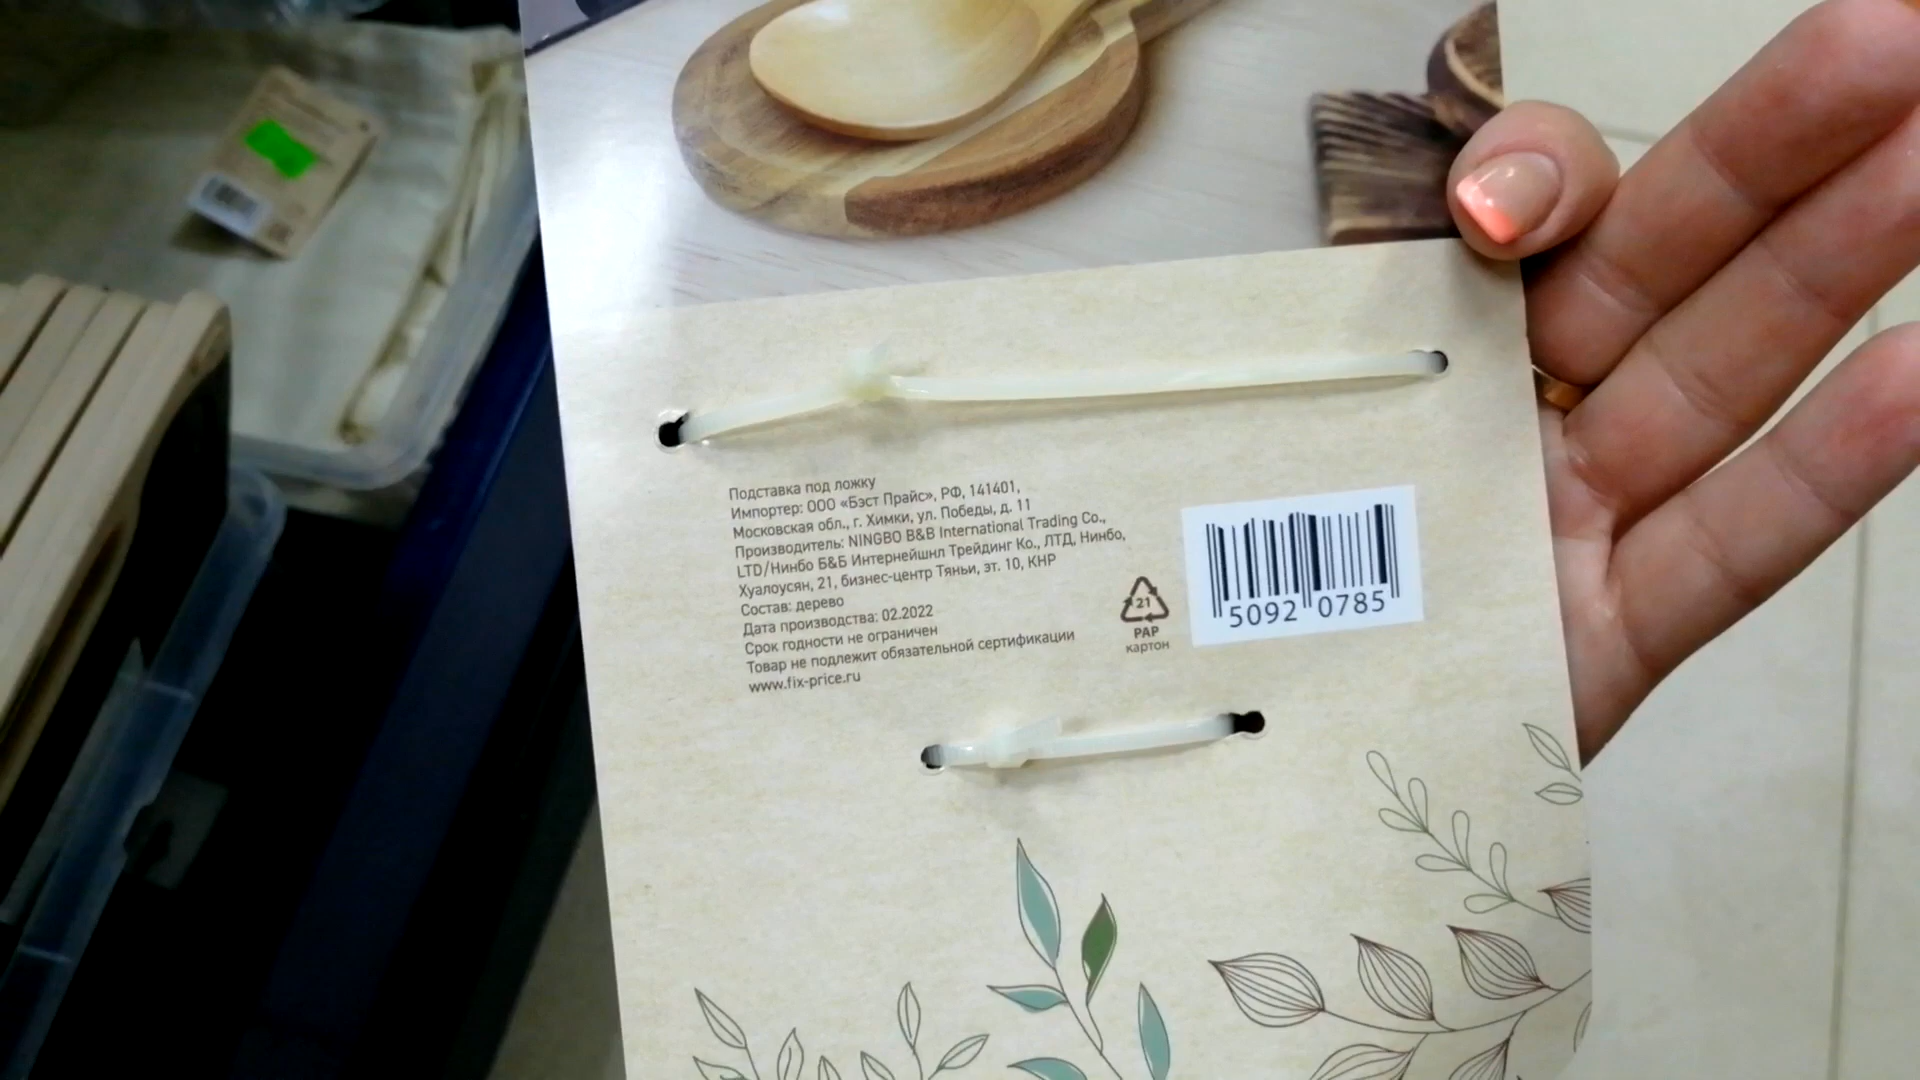 Подставка под ложку
Импортер: ООО «Бэст Прайс», РФ, 141401,
Московская обл., г. Химки, ул. Победы, д. 11
Производитель: NINGBO B&B International Trading Co.,
LTD/Нинбо Б&Б Интернейшнл Трейдинг Ко., ЛТД, Нинбо,
Хуалоусян, 21, бизнес-центр Тяньи, эт. 10, КНР
Состав: дерево
Дата производства: 02.2022
Срок годности не ограничен
Товар не подлежит обязательной сертификации
www.fix-price.ru
21
PAP
картон
5092 0785